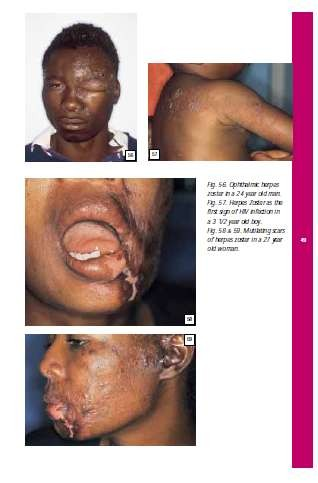 56
57
Fig. 56. Ophthalmic herpes
zoster in a 24 year old man.
Fig. 57. Herpes Zoster as the
first sign of HIV infection in
a 3 1/2 year old boy.
Fig. 58 & 59. Mutilating scars
of herpes zoster in a 27 year
old woman.
58
59